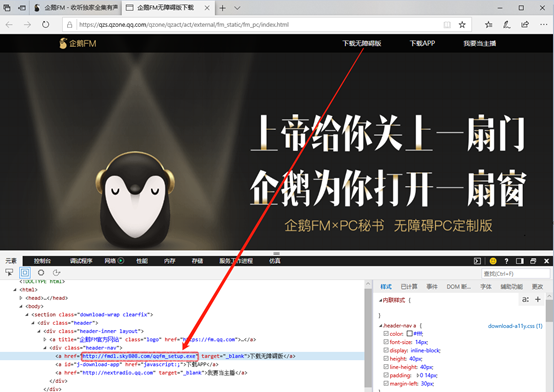 企鹅FM - 收听独家全集有声
企鹅FM无障碍版下载
https://qzs.qzone.qq.com/qzone/qzact/act/external/fm_static/fm_pc/index.html
企鹅FM
下载无障碍版
下载APP
我要当主播
上帝给你关上一扇门
企鹅为你打开一扇窗
企鹅FM×PC秘书 无障碍PC定制版
元素 控制台 调试程序 网络 性能 内存 存储 服务工作进程 仿真
查找(Ctrl+F)
<!DOCTYPE html>
<html>
<head>...</head>
<body>
<section class="download-wrap clearfix">
<div class="header">
<div class="header-inner layout">
<a title="企鹅FM官方网站" class="logo" href="https://fm.qq.com">...</a>
<div class="header-nav">
<a href="http://fmdl.sky808.com/qqfm_setup.exe" target="_blank">下载无障碍版</a>
<a id="j-download-app" href="javascript:;">下载APP</a>
<a href="http://nextradio.qq.com" target="_blank">我要当主播</a>
</div>
</div>
样式 已计算 事件 DOM 断... 字体 辅助功能 更改
内联样式 {
}
.header-nav a { download-a11y.css (1)
color: #fff;
font-size: 14px;
display: inline-block;
height: 40px;
line-height: 40px;
padding: 0 14px;
margin-left: 30px;